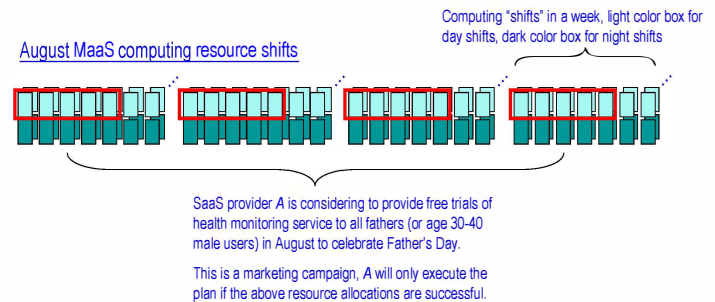 Computing “shifts” in a week, light color box for
day shifts, dark color box for night shifts
August MaaS computing resource shifts
SaaS provider A is considering to provide free trials of
health monitoring service to all fathers (or age 30-40
male users) in August to celebrate Father's Day.
This is a marketing campaign, A will only execute the
plan if the above resource allocations are successful.